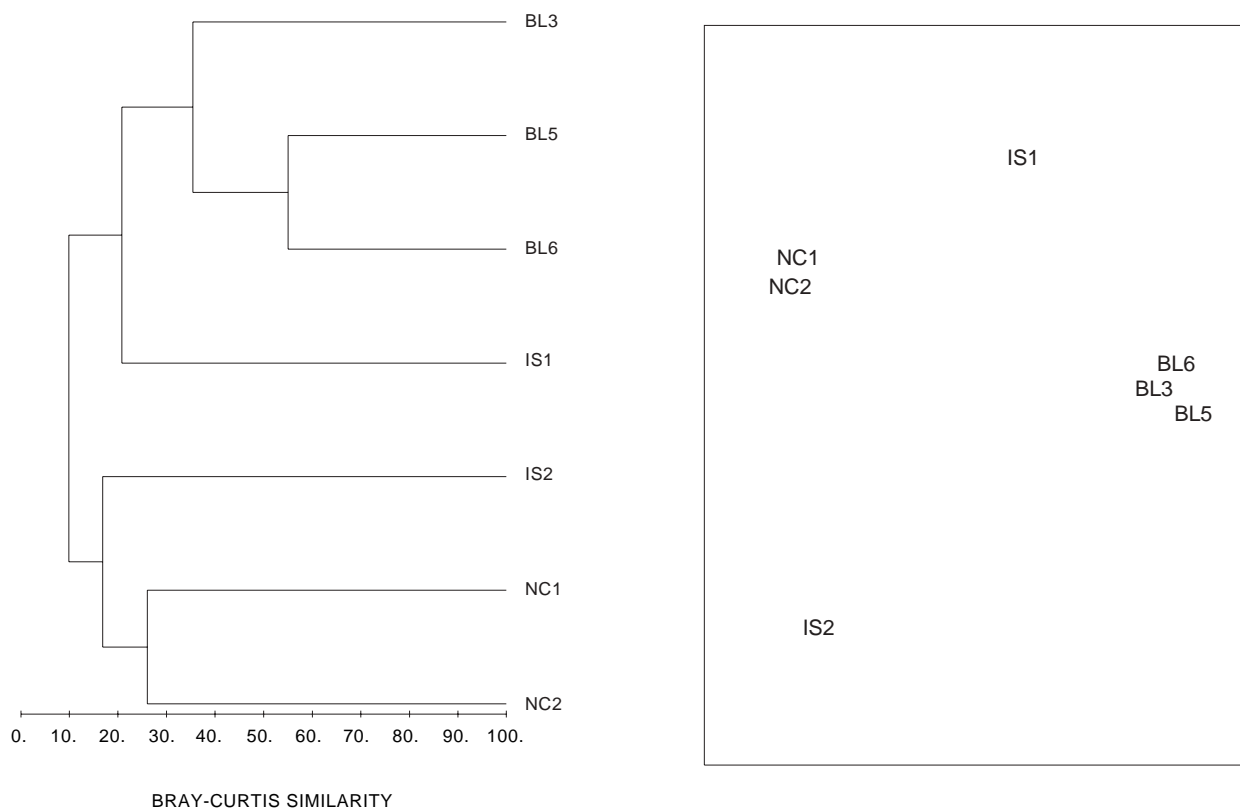 BL3
BL5
BL6
IS1
IS2
NC1
NC2
0. 10. 20. 30. 40. 50. 60. 70. 80. 90. 100.
BRAY-CURTIS SIMILARITY
IS1
NC1
NC2
BL6
BL3
BL5
IS2